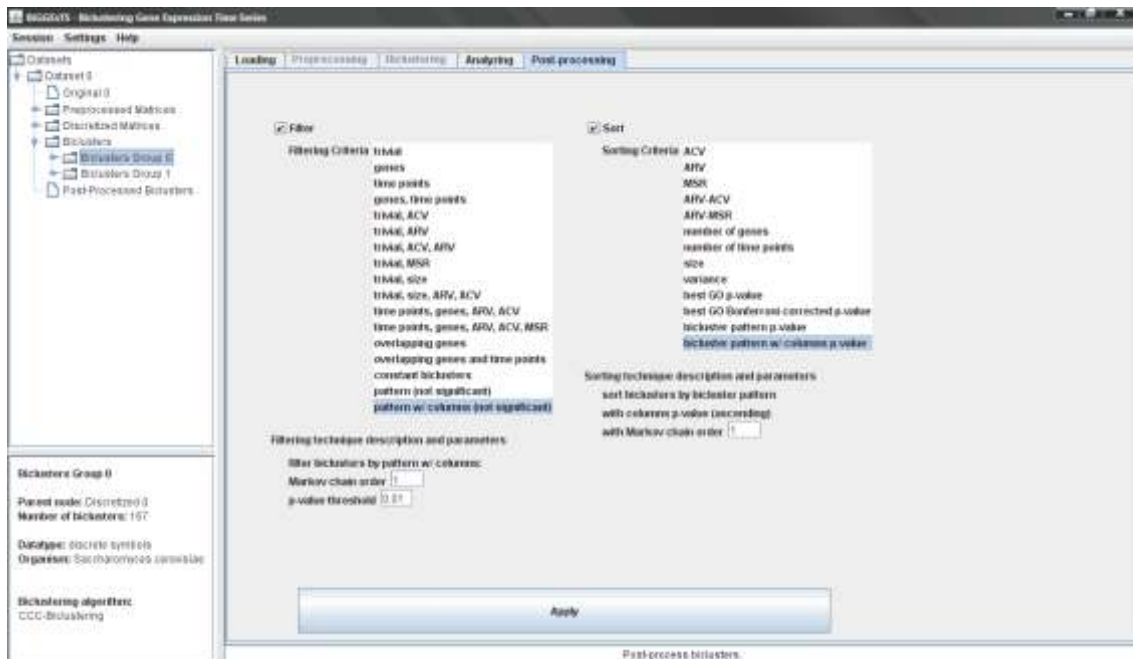 BIGGEsTS - Biclustering Gene Expression Time Series
Session Settings Help
Datasets
Dataset 0
Original 0
Preprocessed Matrices
Discretized Matrices
Biclusters
Biclusters Group 0
Biclusters Group 1
Post-Processed Biclusters
Loading Preprocessing Biclustering Analyzing Post-processing
Filter
Filtering Criteria trivial
genes
time points
genes, time points
trivial, ACV
trivial, ARV
trivial, ACV, ARV
trivial, MSR
trivial, size
trivial, size, ARV, ACV
time points, genes, ARV, ACV
time points, genes, ARV, ACV, MSR
overlapping genes
overlapping genes and time points
constant biclusters
pattern (not significant)
pattern w/ columns (not significant)
Filtering technique description and parameters
filter biclusters by pattern w/ columns:
Markov chain order 1
p-value threshold 0.01
Sort
Sorting Criteria ACV
ARV
MSR
ARV-ACV
ARV-MSR
number of genes
number of time points
size
variance
best GO p-value
best GO Bonferroni corrected p-value
bicluster pattern p-value
bicluster pattern w/ columns p-value
Sorting technique description and parameters
sort biclusters by bicluster pattern
with columns p-value (ascending)
with Markov chain order 1
Biclusters Group 0
Parent node: Discretized 0
Number of biclusters: 167
Datatype: discrete symbols
Organism: Saccharomyces cerevisiae
Biclustering algorithm:
CCC-Biclustering
Apply
Post-process biclusters.